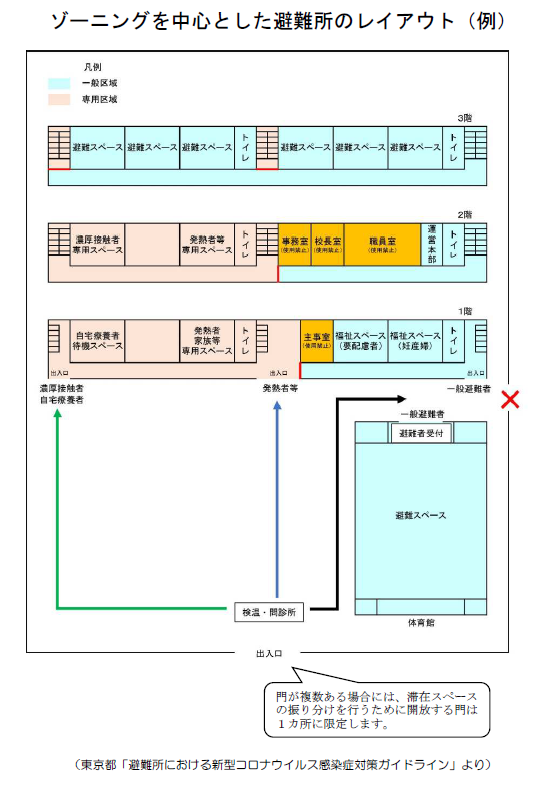 ゾーニングを中心とした避難所のレイアウト（例）
凡例
一般区域
専用区域
3階
避難スペース
避難スペース
避難スペース
トイレ
避難スペース
避難スペース
避難スペース
トイレ
2階
濃厚接触者
専用スペース
発熱者等
専用スペース
トイレ
事務室
(使用禁止)
校長室
(使用禁止)
職員室
(使用禁止)
運営本部
トイレ
1階
自宅療養者
待機スペース
発熱者
家族等
専用スペース
トイレ
主事室
(使用禁止)
福祉スペース
(要配慮者)
福祉スペース
(妊産婦)
トイレ
出入口
出入口
出入口
濃厚接触者
自宅療養者
発熱者等
一般避難者
一般避難者
避難者受付
避難スペース
体育館
検温・問診所
出入口
門が複数ある場合には、滞在スペース
の振り分けを行うために開放する門は
１カ所に限定します。
（東京都「避難所における新型コロナウイルス感染症対策ガイドライン」より）